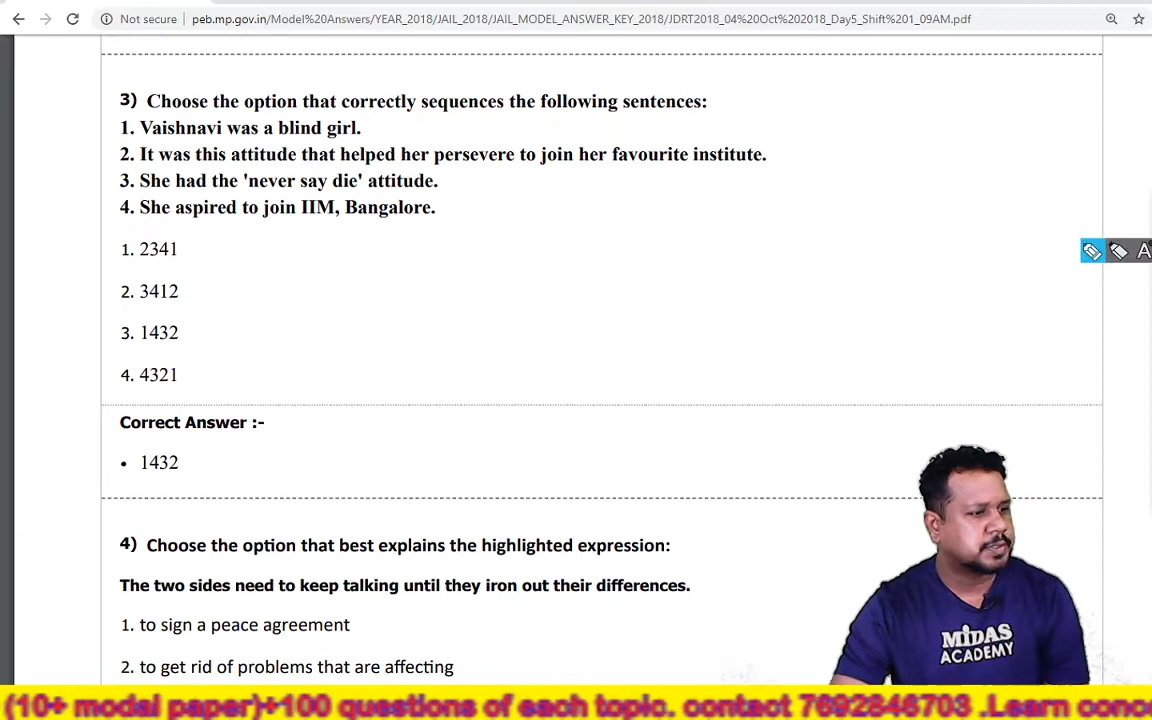 Not secure
peb.mp.gov.in/Model%20Answers/YEAR_2018/JAIL_2018/JAIL_MODEL_ANSWER_KEY_2018/JDRT2018_04%20Oct%202018_Day5_Shift%201_09AM.pdf
3) Choose the option that correctly sequences the following sentences:
1. Vaishnavi was a blind girl.
2. It was this attitude that helped her persevere to join her favourite institute.
3. She had the 'never say die' attitude.
4. She aspired to join IIM, Bangalore.
1. 2341
2. 3412
3. 1432
4. 4321
Correct Answer :-
• 1432
4) Choose the option that best explains the highlighted expression:
The two sides need to keep talking until they iron out their differences.
1. to sign a peace agreement
2. to get rid of problems that are affecting
MIDAS
ACADEMY
(10+ modal paper)+100 questions of each topic. contact 7692848703 .Learn conc